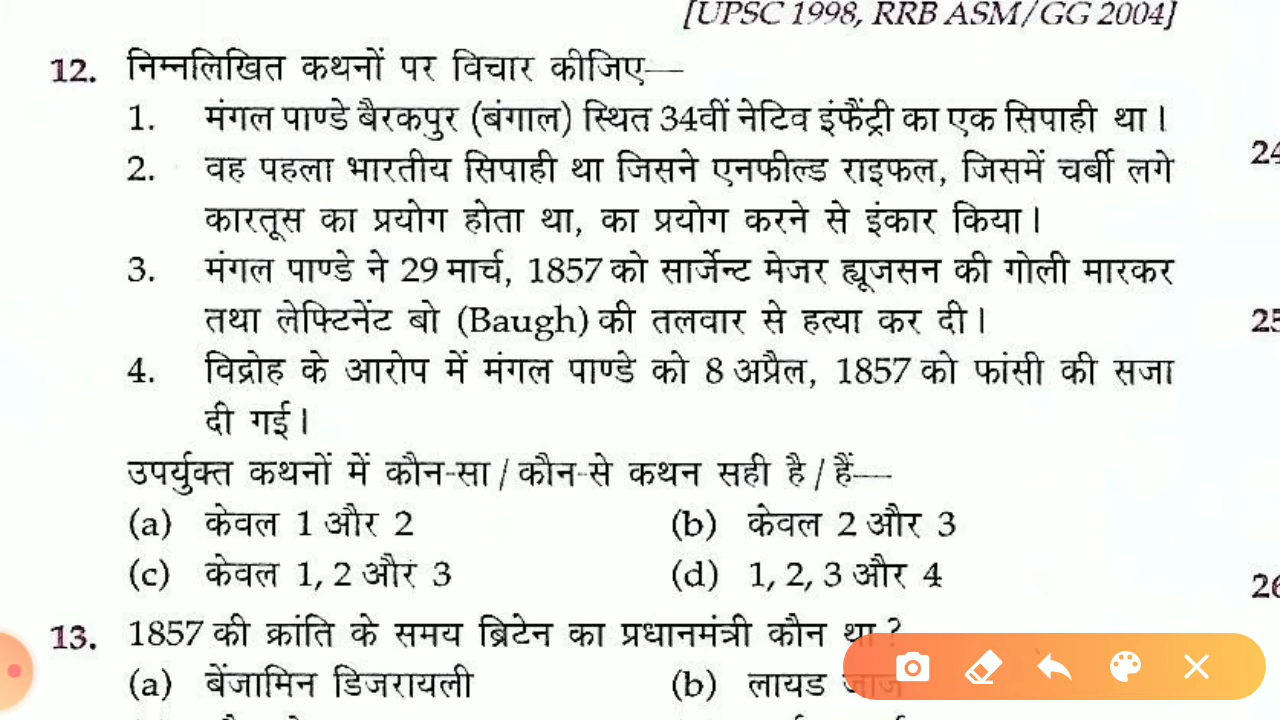 [UPSC 1998, RRB ASM/GG 2004]
12. निम्नलिखित कथनों पर विचार कीजिए—
1. मंगल पाण्डे बैरकपुर (बंगाल) स्थित 34वीं नेटिव इंफैंट्री का एक सिपाही था।
24
2. वह पहला भारतीय सिपाही था जिसने एनफील्ड राइफल, जिसमें चर्बी लगे
कारतूस का प्रयोग होता था, का प्रयोग करने से इंकार किया।
3. मंगल पाण्डे ने 29 मार्च, 1857 को सार्जेन्ट मेजर ह्यूजसन की गोली मारकर
तथा लेफ्टिनेंट बो (Baugh) की तलवार से हत्या कर दी।
25
4. विद्रोह के आरोप में मंगल पाण्डे को 8 अप्रैल, 1857 को फांसी की सजा
दी गई।
उपर्युक्त कथनों में कौन-सा / कौन-से कथन सही है / हैं—
(a) केवल 1 और 2 (b) केवल 2 और 3
(c) केवल 1, 2 और 3 (d) 1, 2, 3 और 4
26
13. 1857 की क्रांति के समय ब्रिटेन का प्रधानमंत्री कौन था?
(a) बेंजामिन डिजरायली (b) लायड जार्ज